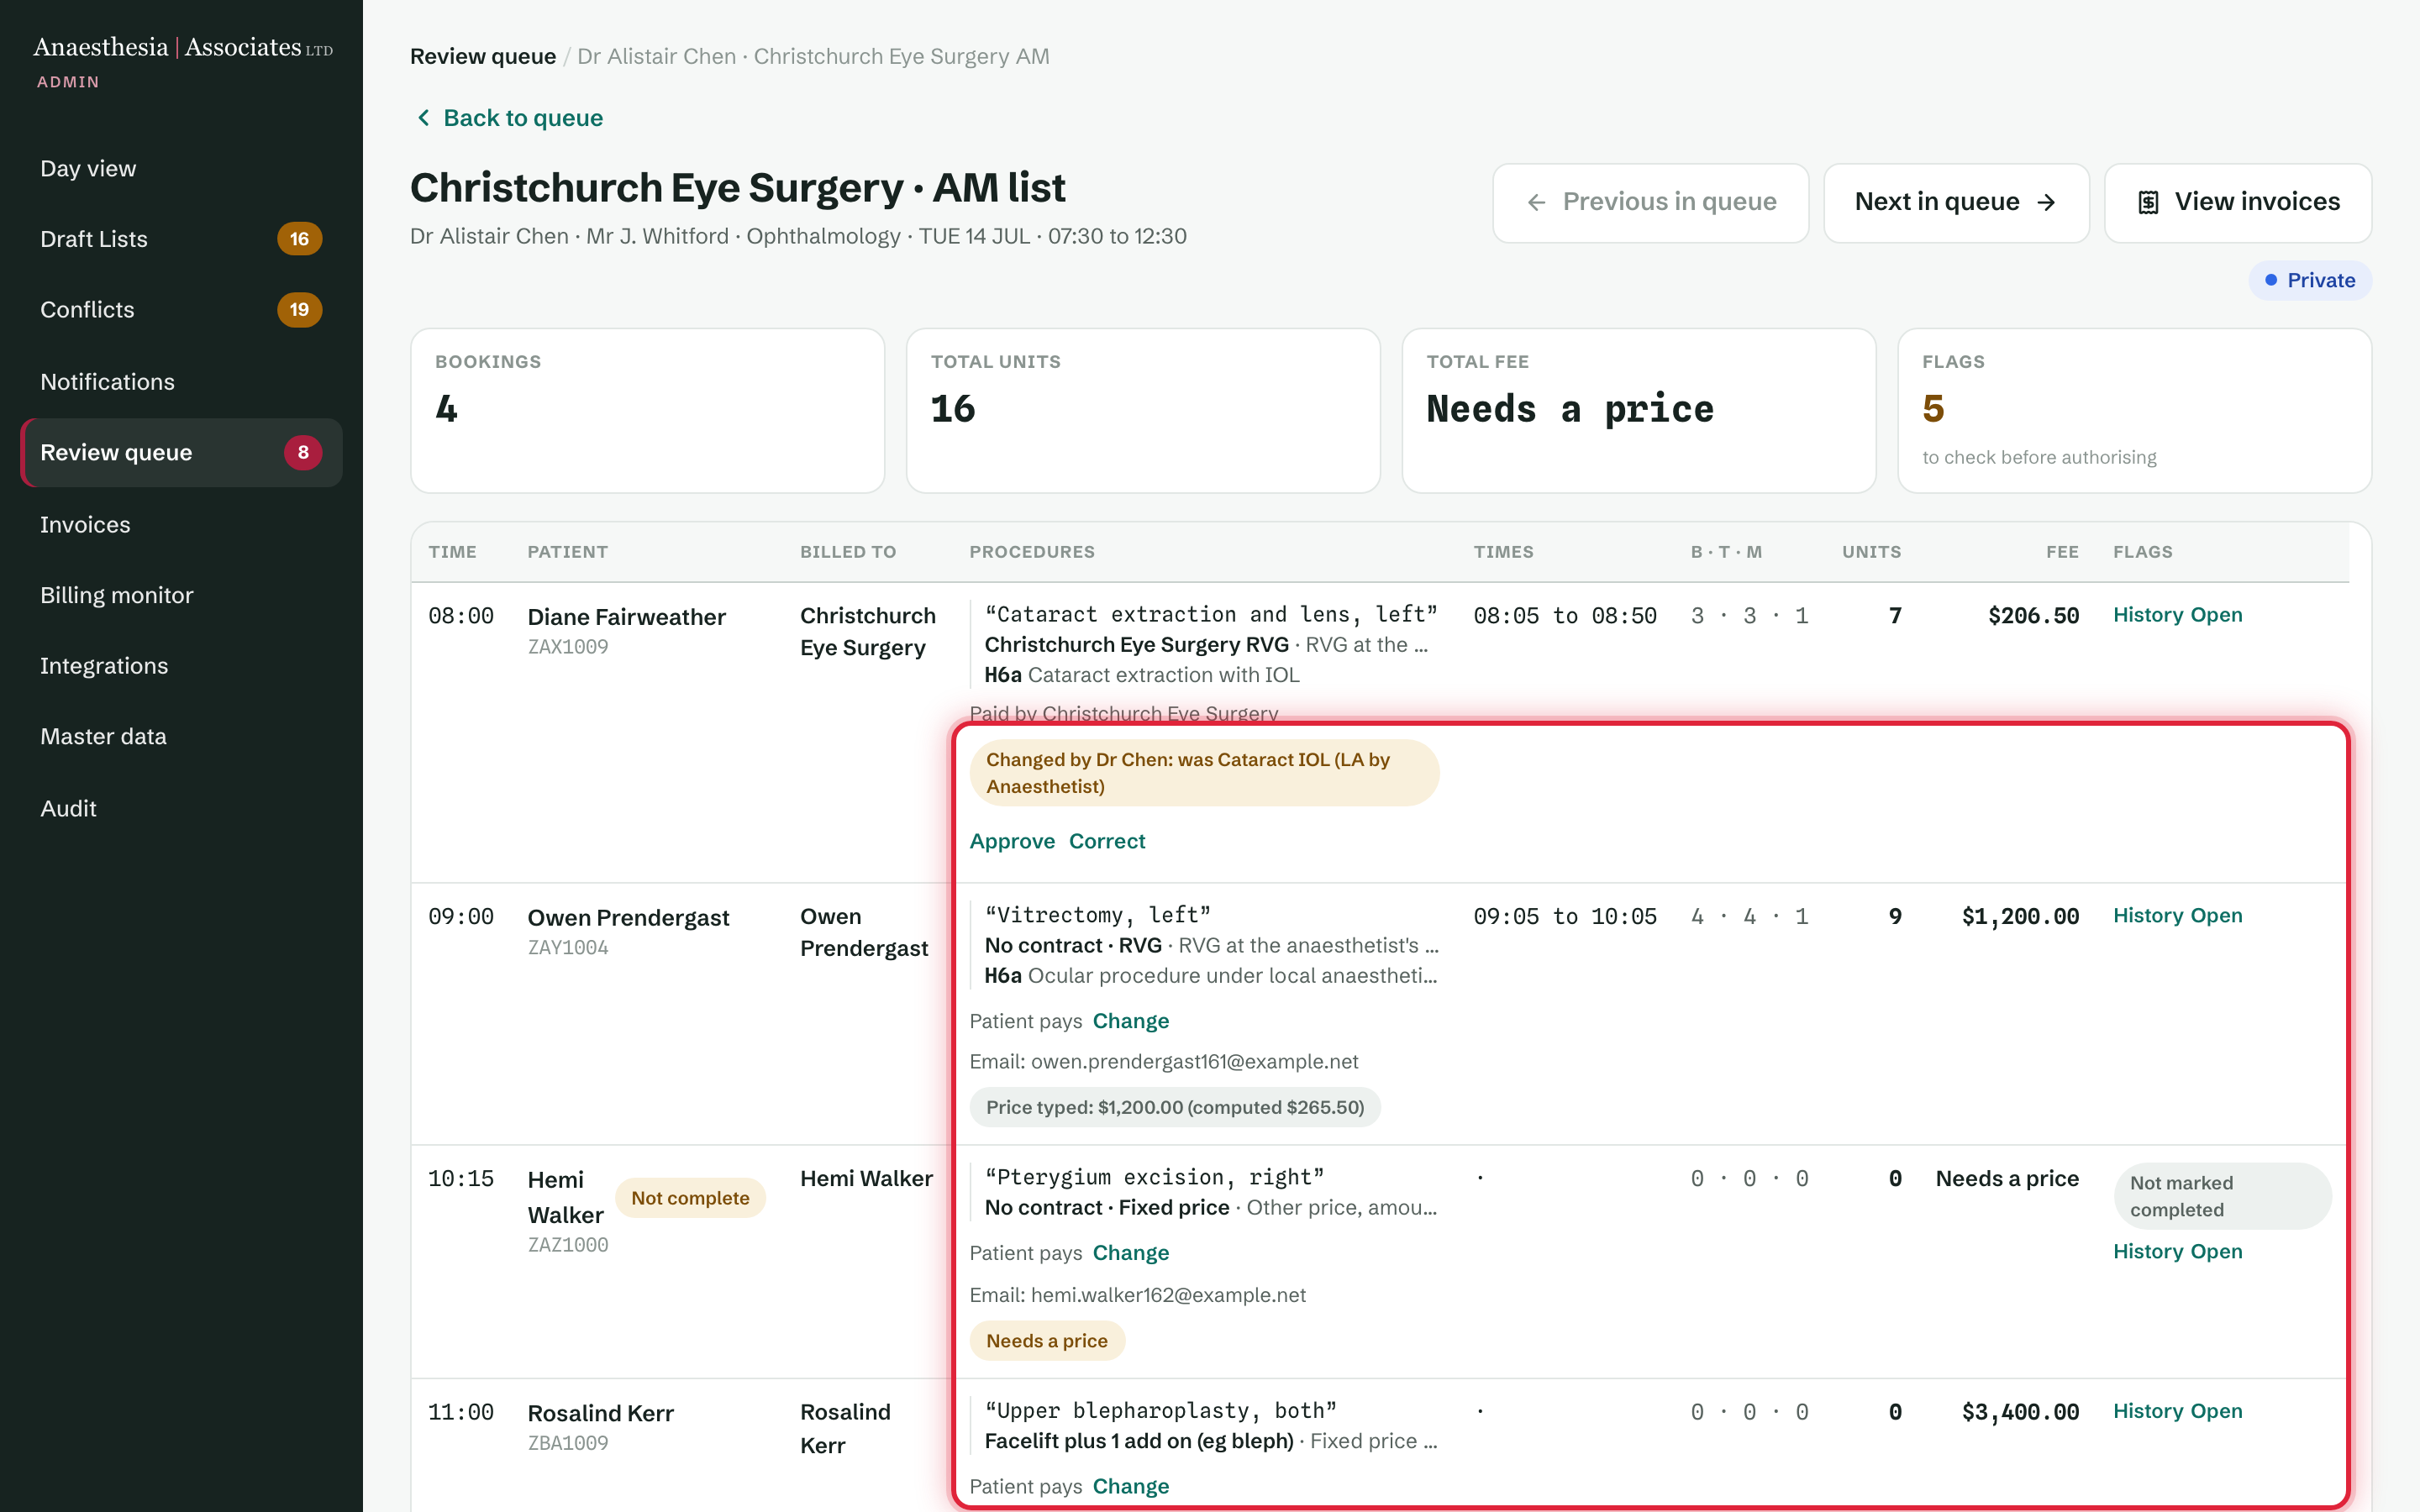 Anaesthesia | Associates LTD
ADMIN
Day view
Draft Lists 16
Conflicts 19
Notifications
Review queue 8
Invoices
Billing monitor
Integrations
Master data
Audit
Review queue / Dr Alistair Chen · Christchurch Eye Surgery AM
Back to queue
Christchurch Eye Surgery · AM list
Dr Alistair Chen · Mr J. Whitford · Ophthalmology · TUE 14 JUL · 07:30 to 12:30
← Previous in queue
Next in queue →
View invoices
Private
BOOKINGS
4
TOTAL UNITS
16
TOTAL FEE
Needs a price
FLAGS
5
to check before authorising
TIME PATIENT BILLED TO PROCEDURES TIMES B · T · M UNITS FEE FLAGS
08:00
Diane Fairweather
ZAX1009
Christchurch
Eye Surgery
“Cataract extraction and lens, left”
Christchurch Eye Surgery RVG · RVG at the ...
H6a Cataract extraction with IOL
Paid by Christchurch Eye Surgery
Changed by Dr Chen: was Cataract IOL (LA by
Anaesthetist)
Approve Correct
08:05 to 08:50
3 · 3 · 1
7
$206.50
History Open
09:00
Owen Prendergast
ZAY1004
Owen
Prendergast
“Vitrectomy, left”
No contract · RVG · RVG at the anaesthetist's ...
H6a Ocular procedure under local anaestheti...
Patient pays Change
Email: owen.prendergast161@example.net
Price typed: $1,200.00 (computed $265.50)
09:05 to 10:05
4 · 4 · 1
9
$1,200.00
History Open
10:15
Hemi
Walker
Not complete
ZAZ1000
Hemi Walker
“Pterygium excision, right”
No contract · Fixed price · Other price, amou...
Patient pays Change
Email: hemi.walker162@example.net
Needs a price
·
0 · 0 · 0
0
Needs a price
Not marked
completed
History Open
11:00
Rosalind Kerr
ZBA1009
Rosalind
Kerr
“Upper blepharoplasty, both”
Facelift plus 1 add on (eg bleph) · Fixed price ...
Patient pays Change
·
0 · 0 · 0
0
$3,400.00
History Open